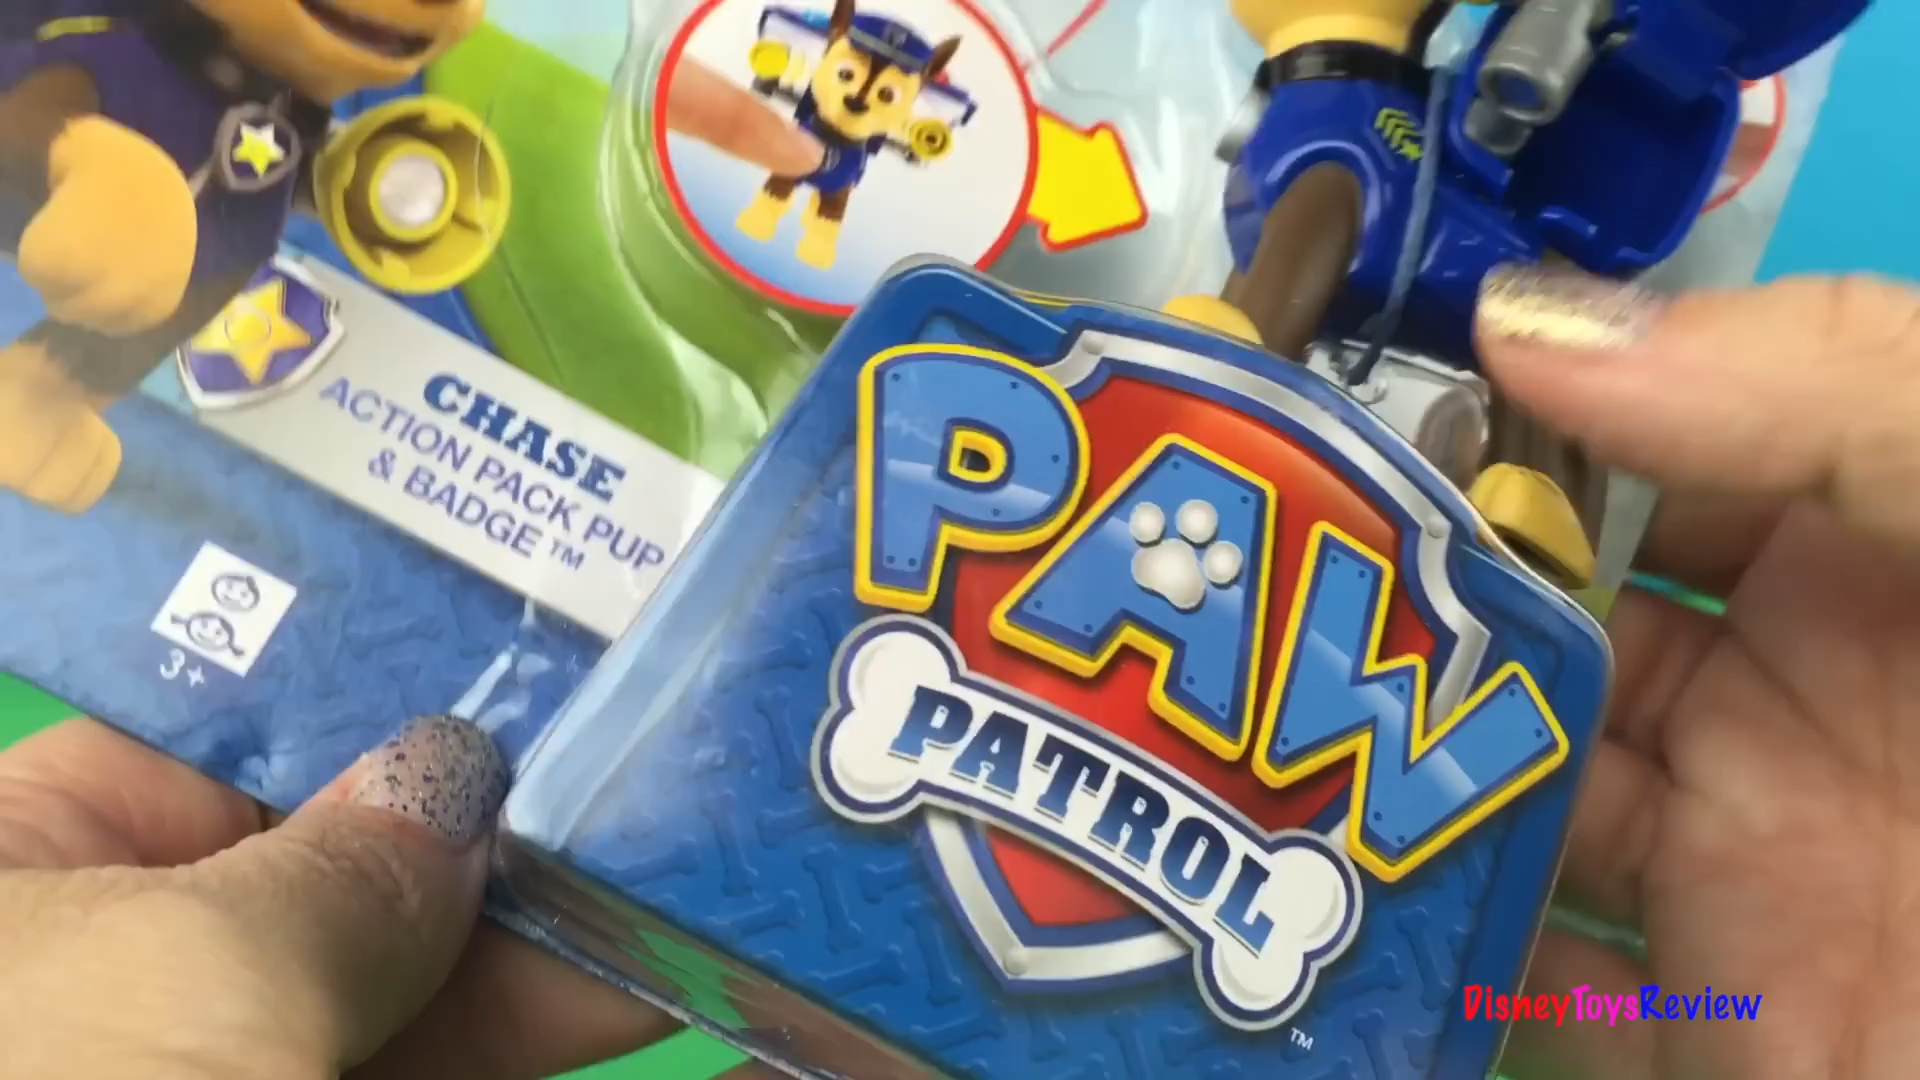 CHASE
ACTION PACK PUP
& BADGE™
3+
PAW
PATROL
™
DisneyToysReview